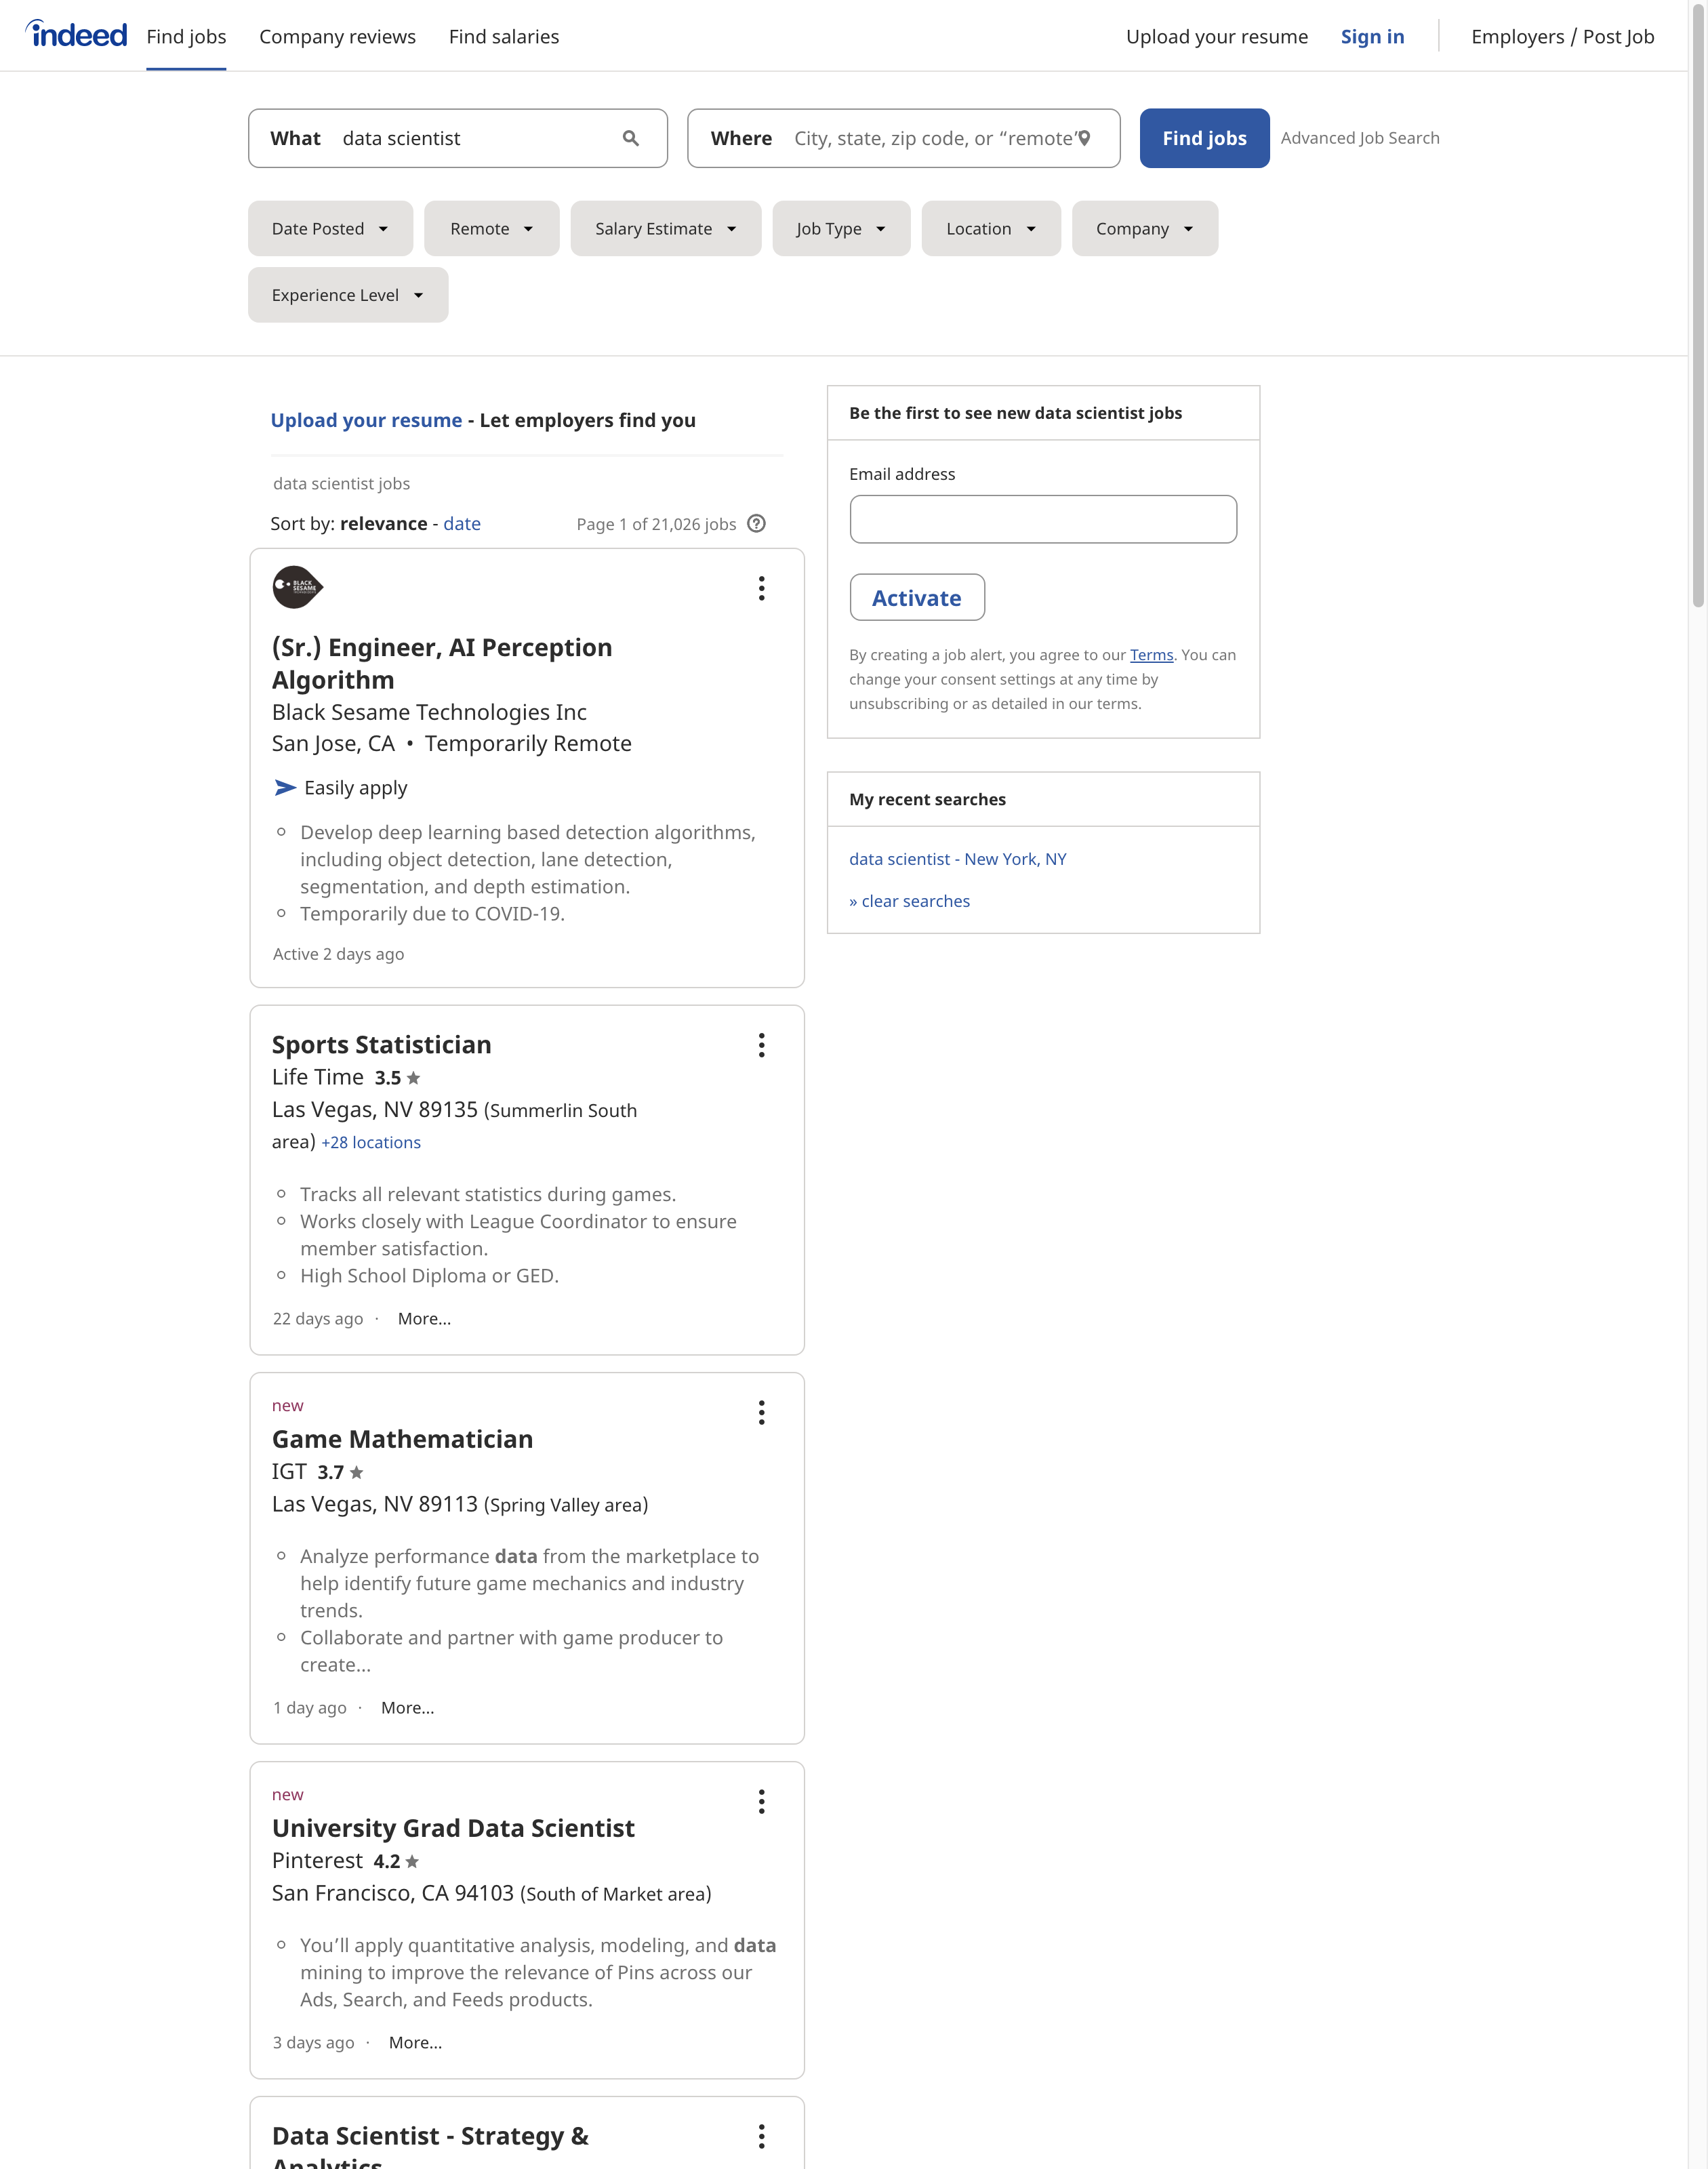 indeed
Find jobs
Company reviews
Find salaries
Upload your resume
Sign in
Employers / Post Job
What data scientist
Where City, state, zip code, or “remote”
Find jobs
Advanced Job Search
Date Posted
Remote
Salary Estimate
Job Type
Location
Company
Experience Level
Upload your resume - Let employers find you
data scientist jobs
Sort by: relevance - date
Page 1 of 21,026 jobs
BLACK
SESAME
(Sr.) Engineer, AI Perception
Algorithm
Black Sesame Technologies Inc
San Jose, CA • Temporarily Remote
Easily apply
Develop deep learning based detection algorithms,
including object detection, lane detection,
segmentation, and depth estimation.
Temporarily due to COVID-19.
Active 2 days ago
Sports Statistician
Life Time 3.5
Las Vegas, NV 89135 (Summerlin South
area) +28 locations
Tracks all relevant statistics during games.
Works closely with League Coordinator to ensure
member satisfaction.
High School Diploma or GED.
22 days ago · More...
new
Game Mathematician
IGT 3.7
Las Vegas, NV 89113 (Spring Valley area)
Analyze performance data from the marketplace to
help identify future game mechanics and industry
trends.
Collaborate and partner with game producer to
create…
1 day ago · More...
new
University Grad Data Scientist
Pinterest 4.2
San Francisco, CA 94103 (South of Market area)
You’ll apply quantitative analysis, modeling, and data
mining to improve the relevance of Pins across our
Ads, Search, and Feeds products.
3 days ago · More...
Data Scientist - Strategy &
Analytics
Be the first to see new data scientist jobs
Email address
Activate
By creating a job alert, you agree to our Terms. You can
change your consent settings at any time by
unsubscribing or as detailed in our terms.
My recent searches
data scientist - New York, NY
» clear searches